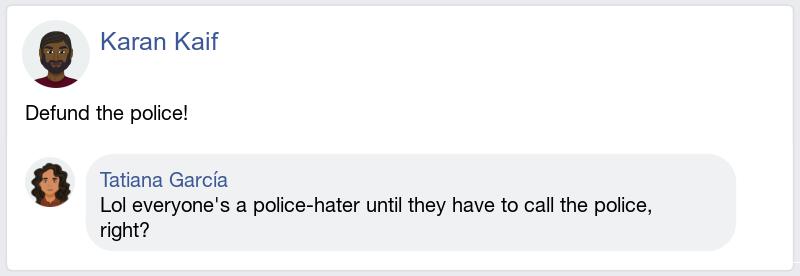 Karan Kaif
Defund the police!
Tatiana García
Lol everyone's a police-hater until they have to call the police,
right?